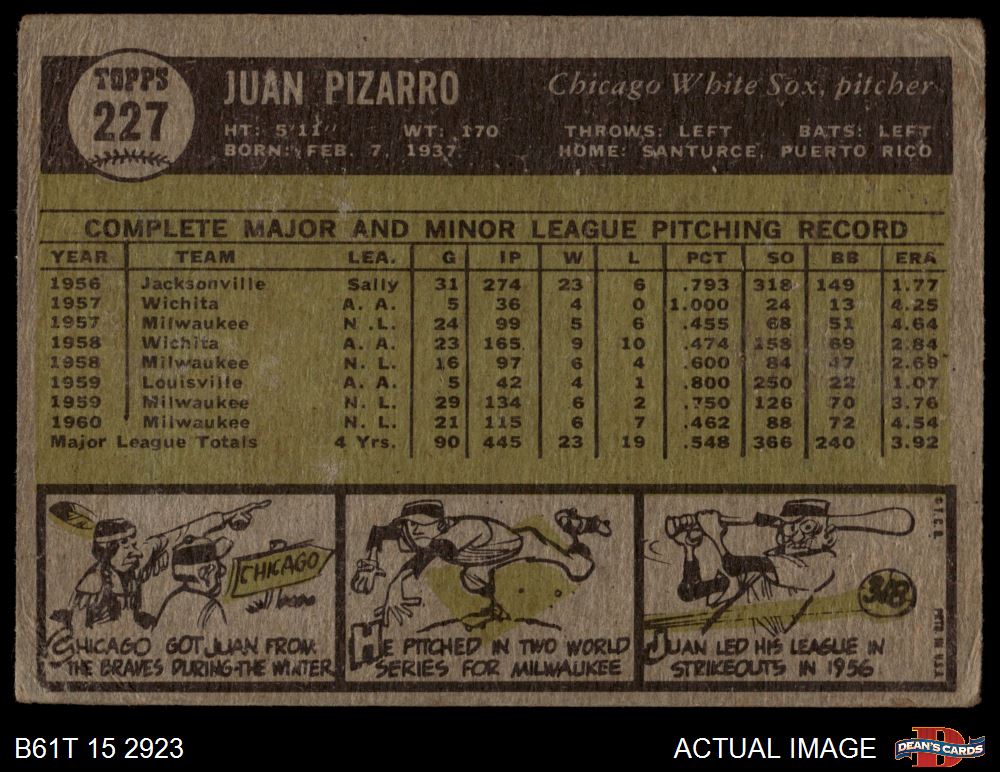 TOPPS
227
JUAN PIZARRO
Chicago White Sox, pitcher
HT: 5'11" WT: 170 THROWS: LEFT BATS: LEFT
BORN: FEB. 7, 1937 HOME: SANTURCE, PUERTO RICO
COMPLETE MAJOR AND MINOR LEAGUE PITCHING RECORD
YEAR TEAM LEA. G IP W L PCT SO BB ERA
1956 Jacksonville Sally 31 274 23 6 .793 318 149 1.77
1957 Wichita A. A. 5 36 4 0 1.000 24 13 4.25
1957 Milwaukee N. L. 24 99 5 6 .455 68 51 4.64
1958 Wichita A. A. 23 165 9 10 .474 158 69 2.84
1958 Milwaukee N. L. 16 97 6 4 .600 84 47 2.69
1959 Louisville A. A. 5 42 4 1 .800 250 22 1.07
1959 Milwaukee N. L. 29 134 6 2 .750 126 70 3.76
1960 Milwaukee N. L. 21 115 6 7 .462 88 72 4.54
Major League Totals 4 Yrs. 90 445 23 19 .548 366 240 3.92
CHICAGO
CHICAGO GOT JUAN FROM
THE BRAVES DURING THE WINTER
HE PITCHED IN TWO WORLD
SERIES FOR MILWAUKEE
318
JUAN LED HIS LEAGUE IN
STRIKEOUTS IN 1956
© T.C.G.
PRTD. IN U.S.A.
B61T 15 2923
ACTUAL IMAGE
DEAN'S CARDS